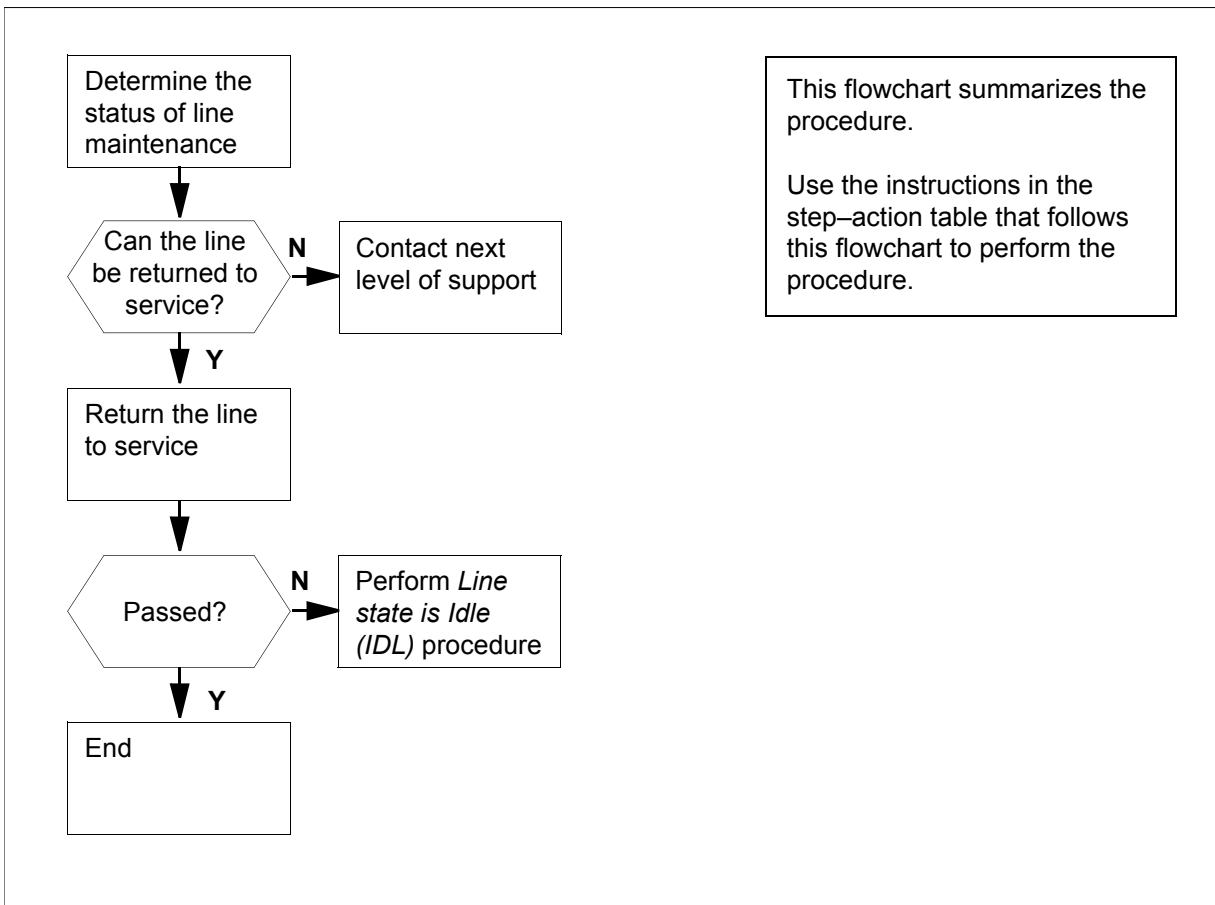 Determine the
status of line
maintenance
Can the line
be returned to
service?
N
Contact next
level of support
Y
Return the line
to service
Passed?
N
Perform Line
state is Idle
(IDL) procedure
Y
End
This flowchart summarizes the
procedure.
Use the instructions in the
step–action table that follows
this flowchart to perform the
procedure.